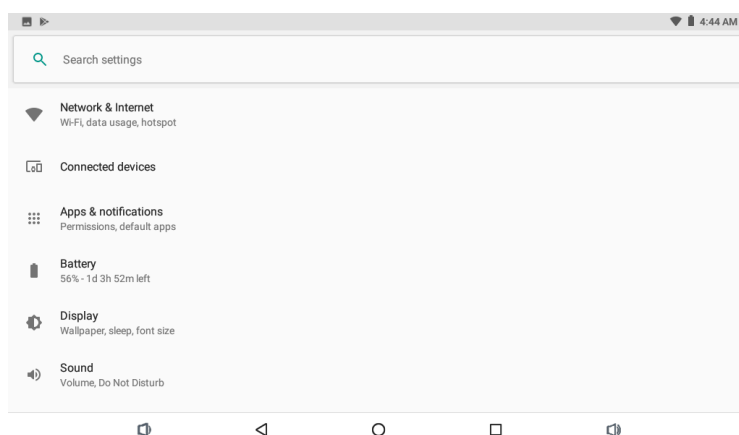 4:44 AM
Search settings
Network & Internet
Wi-Fi, data usage, hotspot
Connected devices
Apps & notifications
Permissions, default apps
Battery
56% - 1d 3h 52m left
Display
Wallpaper, sleep, font size
Sound
Volume, Do Not Disturb